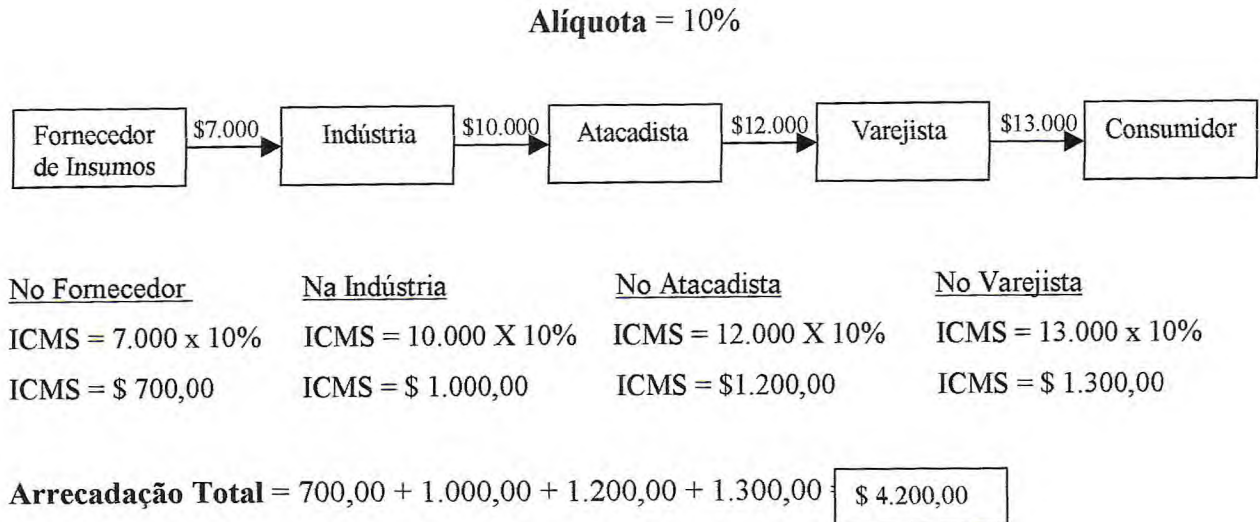 Alíquota = 10%
Fornecedor de Insumos
$7.000
Indústria
$10.000
Atacadista
$12.000
Varejista
$13.000
Consumidor
No Fornecedor
ICMS = 7.000 x 10%
ICMS = $ 700,00
Na Indústria
ICMS = 10.000 X 10%
ICMS = $ 1.000,00
No Atacadista
ICMS = 12.000 X 10%
ICMS = $1.200,00
No Varejista
ICMS = 13.000 x 10%
ICMS = $ 1.300,00
Arrecadação Total = 700,00 + 1.000,00 + 1.200,00 + 1.300,00 = $ 4.200,00